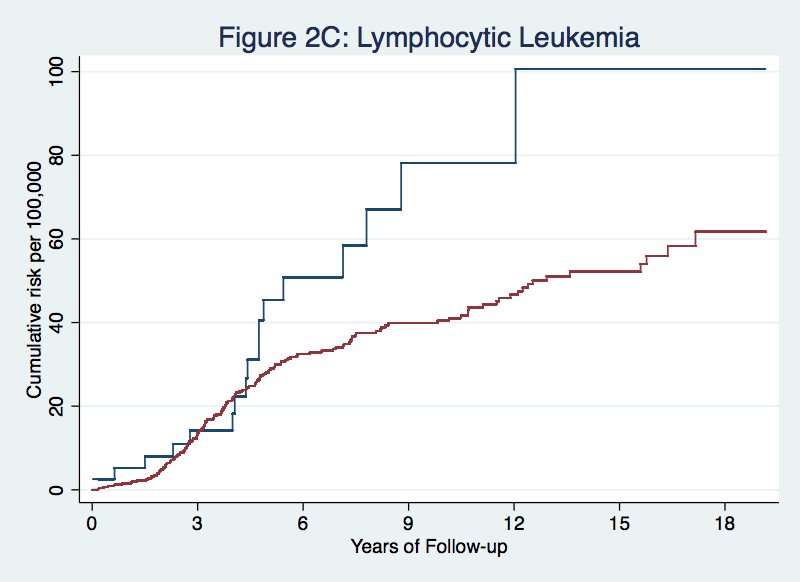 Figure 2C: Lymphocytic Leukemia
Cumulative risk per 100,000
100
80
60
40
20
0
0 3 6 9 12 15 18
Years of Follow-up